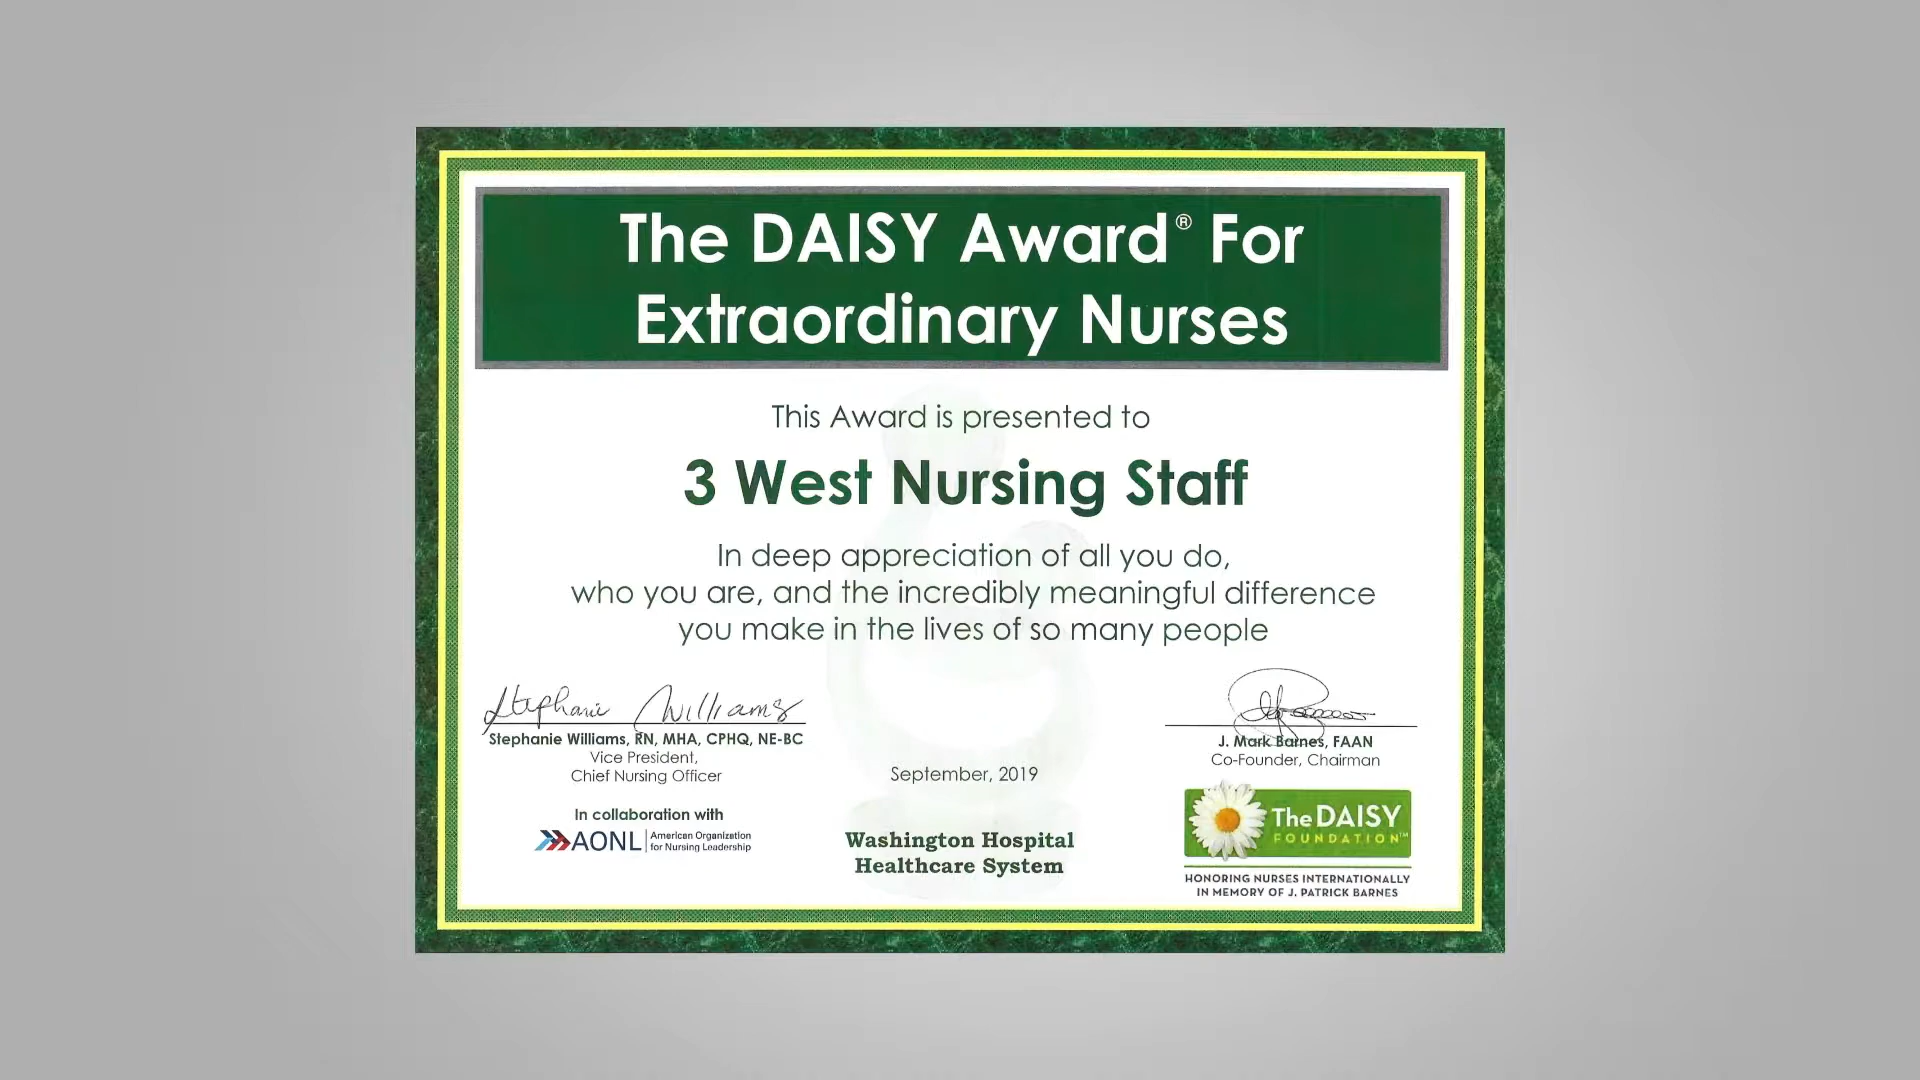 The DAISY Award® For
Extraordinary Nurses
This Award is presented to
3 West Nursing Staff
In deep appreciation of all you do,
who you are, and the incredibly meaningful difference
you make in the lives of so many people
Stephanie Williams
Stephanie Williams, RN, MHA, CPHQ, NE-BC
Vice President,
Chief Nursing Officer
In collaboration with
AONL American Organization
for Nursing Leadership
September, 2019
Washington Hospital
Healthcare System
J. Mark Barnes, FAAN
Co-Founder, Chairman
The DAISY
FOUNDATION™
HONORING NURSES INTERNATIONALLY
IN MEMORY OF J. PATRICK BARNES